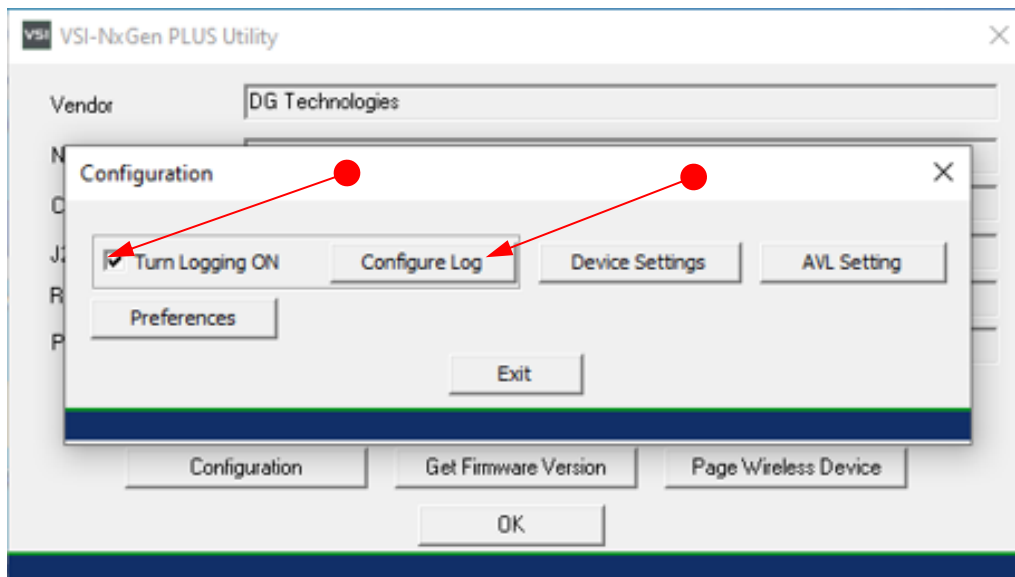 VSI VSI-NxGen PLUS Utility
Vendor DG Technologies
N
Configuration
C
J2
Turn Logging ON Configure Log Device Settings AVL Setting
R
Preferences
P
Exit
Configuration Get Firmware Version Page Wireless Device
OK